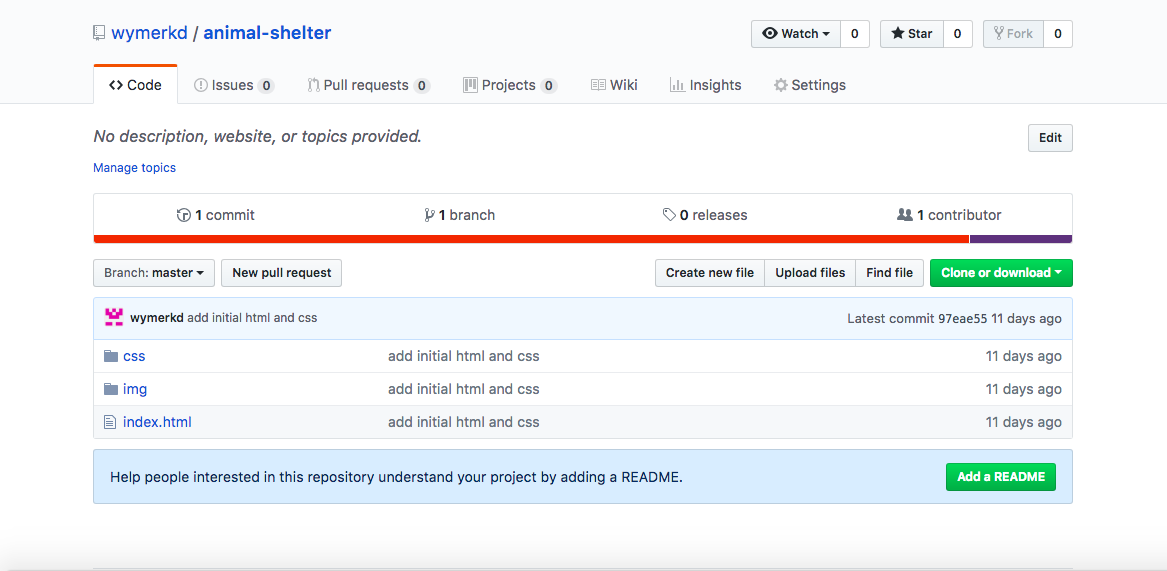 wymerkd / animal-shelter
Watch 0 Star 0 Fork 0
Code Issues 0 Pull requests 0 Projects 0 Wiki Insights Settings
No description, website, or topics provided.
Edit
Manage topics
1 commit 1 branch 0 releases 1 contributor
Branch: master New pull request Create new file Upload files Find file Clone or download
wymerkd add initial html and css Latest commit 97eae55 11 days ago
css add initial html and css 11 days ago
img add initial html and css 11 days ago
index.html add initial html and css 11 days ago
Help people interested in this repository understand your project by adding a README. Add a README